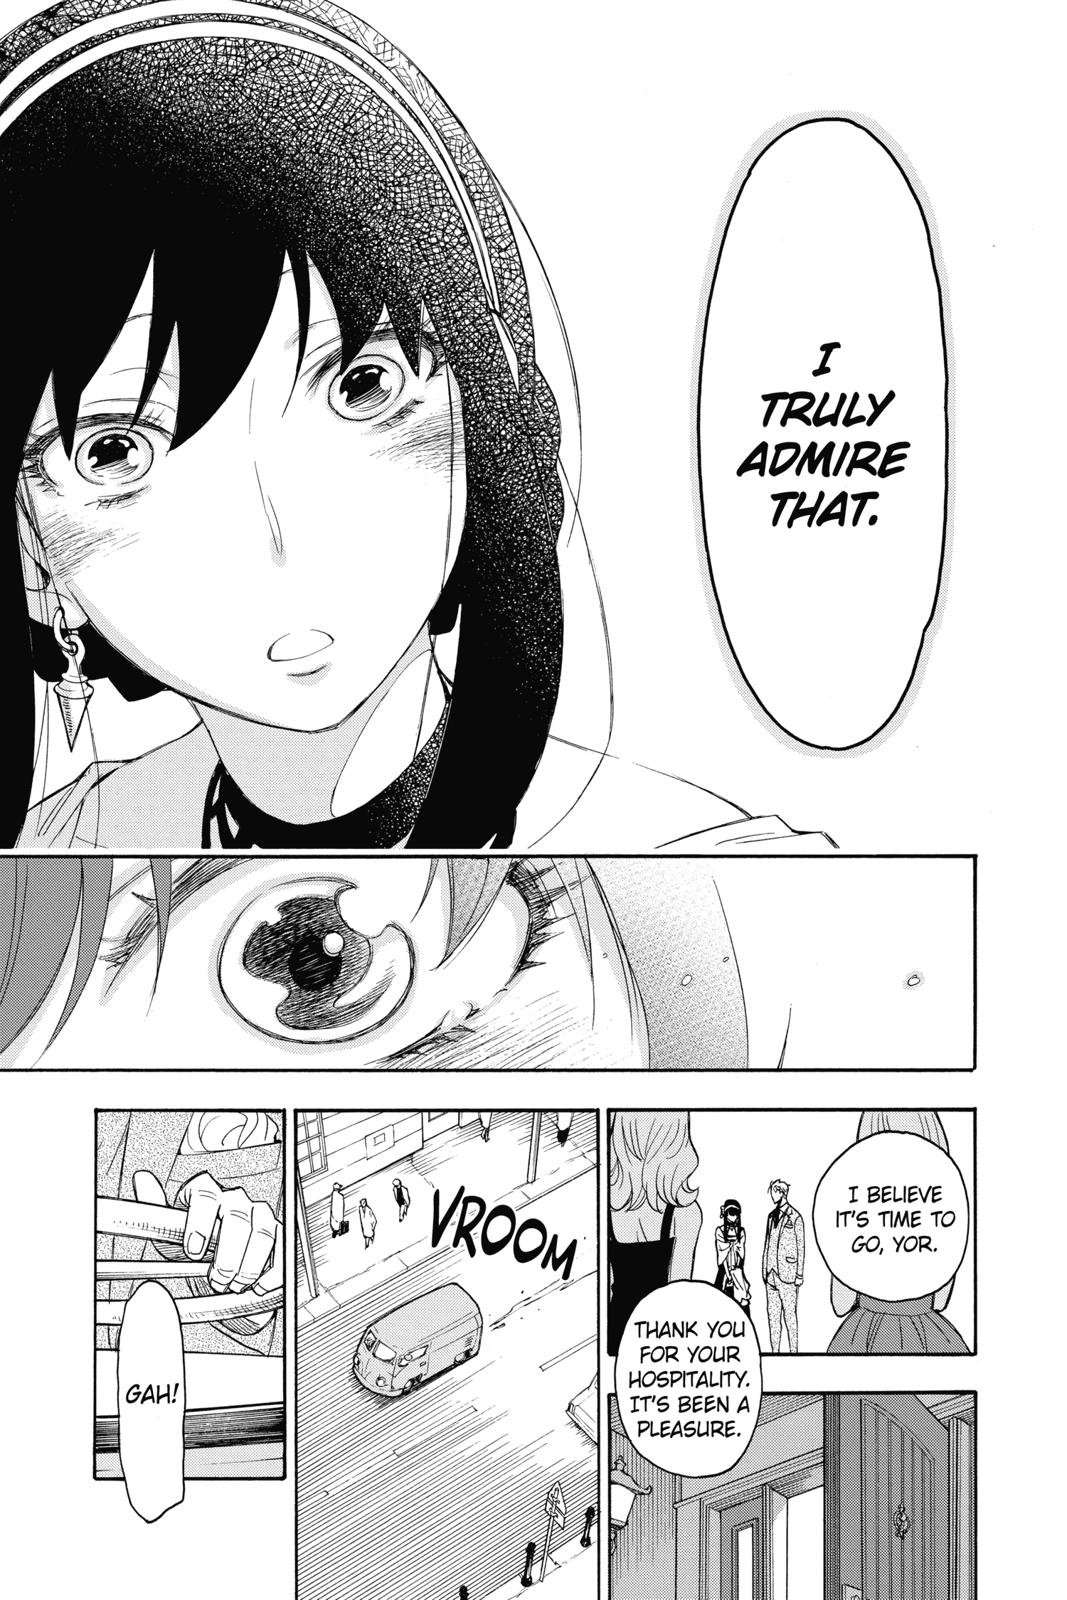 I
TRULY
ADMIRE
THAT.
I BELIEVE
IT'S TIME TO
GO, YOR.
THANK YOU
FOR YOUR
HOSPITALITY.
IT'S BEEN A
PLEASURE.
VROOM
GAH!